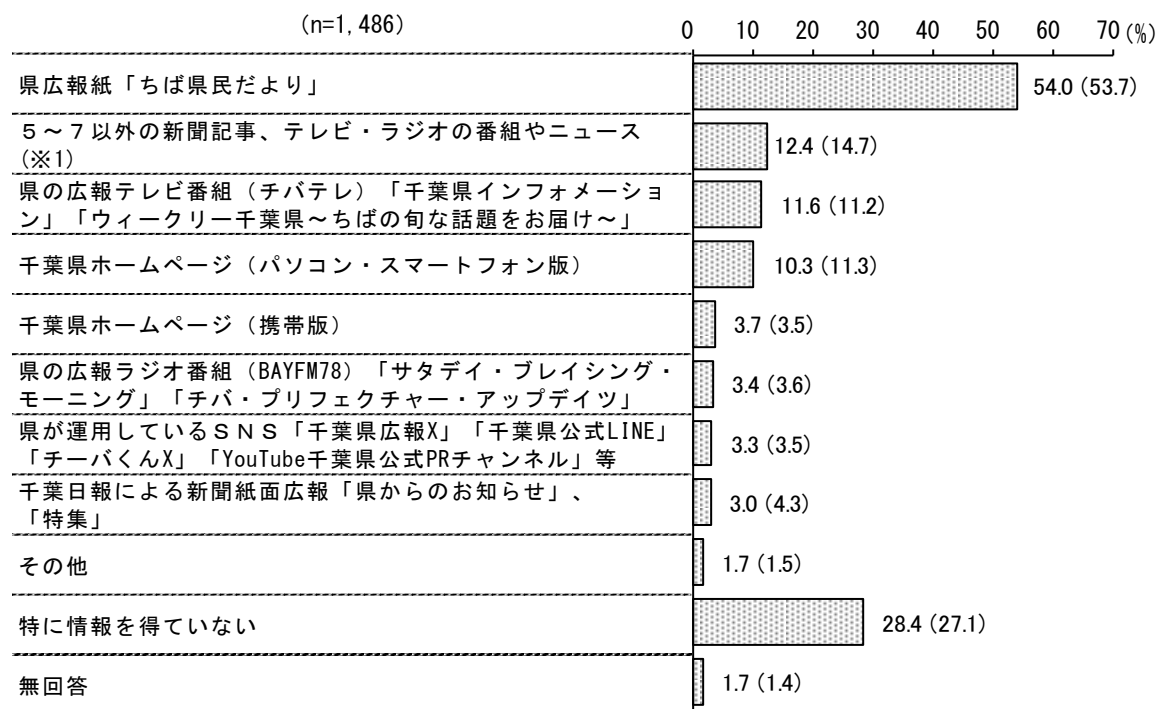 (n=1,486)
0 10 20 30 40 50 60 70 (%)
県広報紙「ちば県民だより」
54.0 (53.7)
５～７以外の新聞記事、テレビ・ラジオの番組やニュース
(※1)
12.4 (14.7)
県の広報テレビ番組（チバテレ）「千葉県インフォメーショ
ン」「ウィークリー千葉県～ちばの旬な話題をお届け～」
11.6 (11.2)
千葉県ホームページ（パソコン・スマートフォン版）
10.3 (11.3)
千葉県ホームページ（携帯版）
3.7 (3.5)
県の広報ラジオ番組（BAYFM78）「サタデイ・ブレイシング・
モーニング」「チバ・プリフェクチャー・アップデイツ」
3.4 (3.6)
県が運用しているＳＮＳ「千葉県広報X」「千葉県公式LINE」
「チーバくんX」「YouTube千葉県公式PRチャンネル」等
3.3 (3.5)
千葉日報による新聞紙面広報「県からのお知らせ」、
「特集」
3.0 (4.3)
その他
1.7 (1.5)
特に情報を得ていない
28.4 (27.1)
無回答
1.7 (1.4)